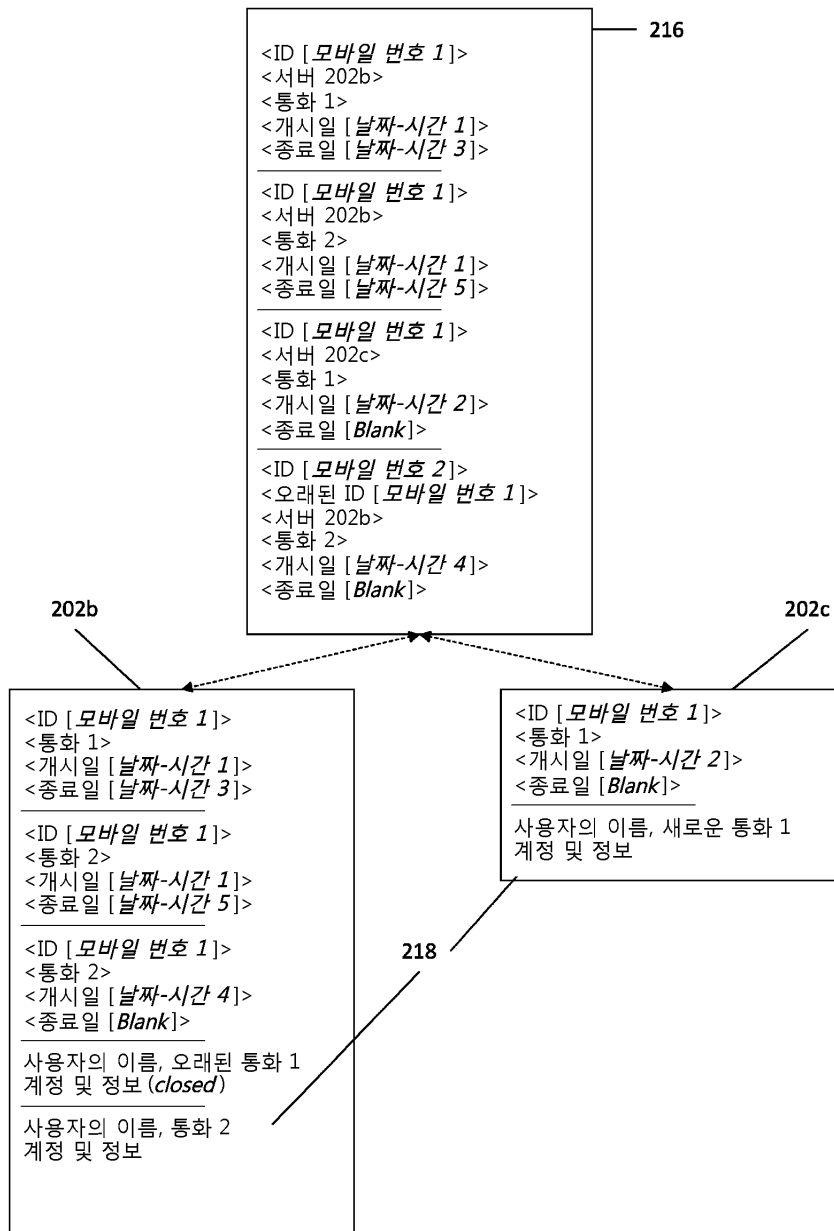 216
<ID [모바일 번호 1]>
<서버 202b>
<통화 1>
<개시일 [날짜-시간 1]>
<종료일 [날짜-시간 3]>
<ID [모바일 번호 1]>
<서버 202b>
<통화 2>
<개시일 [날짜-시간 1]>
<종료일 [날짜-시간 5]>
<ID [모바일 번호 1]>
<서버 202c>
<통화 1>
<개시일 [날짜-시간 2]>
<종료일 [Blank]>
<ID [모바일 번호 2]>
<오래된 ID [모바일 번호 1]>
<서버 202b>
<통화 2>
<개시일 [날짜-시간 4]>
<종료일 [Blank]>
202b
<ID [모바일 번호 1]>
<통화 1>
<개시일 [날짜-시간 1]>
<종료일 [날짜-시간 3]>
<ID [모바일 번호 1]>
<통화 2>
<개시일 [날짜-시간 1]>
<종료일 [날짜-시간 5]>
<ID [모바일 번호 1]>
<통화 2>
<개시일 [날짜-시간 4]>
<종료일 [Blank]>
사용자의 이름, 오래된 통화 1
계정 및 정보 (closed)
사용자의 이름, 통화 2
계정 및 정보
202c
<ID [모바일 번호 1]>
<통화 1>
<개시일 [날짜-시간 2]>
<종료일 [Blank]>
사용자의 이름, 새로운 통화 1
계정 및 정보
218